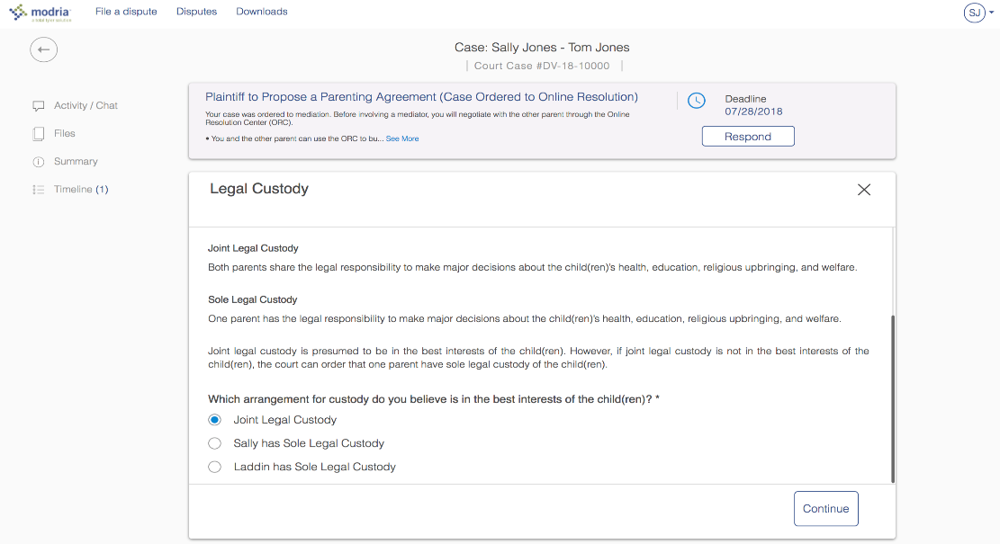 modria
File a dispute
Disputes
Downloads
SJ
Case: Sally Jones - Tom Jones
| Court Case #DV-18-10000 |
Activity / Chat
Files
Summary
Timeline (1)
Plaintiff to Propose a Parenting Agreement (Case Ordered to Online Resolution)
Your case was ordered to mediation. Before involving a mediator, you will negotiate with the other parent through the Online
Resolution Center (ORC).
• You and the other parent can use the ORC to bu... See More
Deadline
07/28/2018
Respond
Legal Custody
Joint Legal Custody
Both parents share the legal responsibility to make major decisions about the child(ren)'s health, education, religious upbringing, and welfare.
Sole Legal Custody
One parent has the legal responsibility to make major decisions about the child(ren)'s health, education, religious upbringing, and welfare.
Joint legal custody is presumed to be in the best interests of the child(ren). However, if joint legal custody is not in the best interests of the
child(ren), the court can order that one parent have sole legal custody of the child(ren).
Which arrangement for custody do you believe is in the best interests of the child(ren)? *
Joint Legal Custody
Sally has Sole Legal Custody
Laddin has Sole Legal Custody
Continue